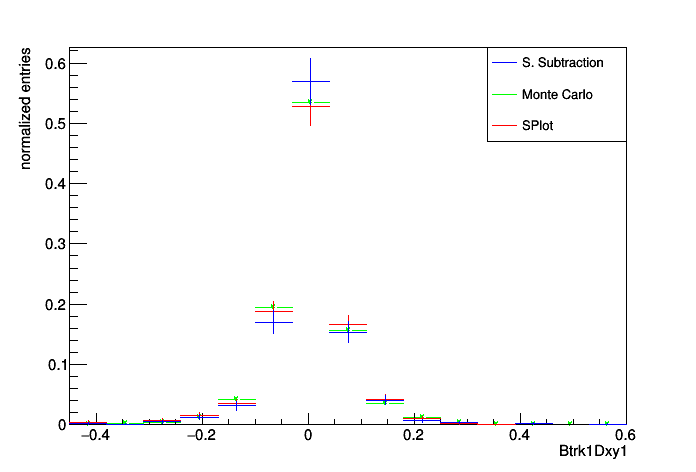 normalized entries
0.6
0.5
0.4
0.3
0.2
0.1
0
S. Subtraction
Monte Carlo
SPlot
−0.4 −0.2 0 0.2 0.4 0.6
Btrk1Dxy1